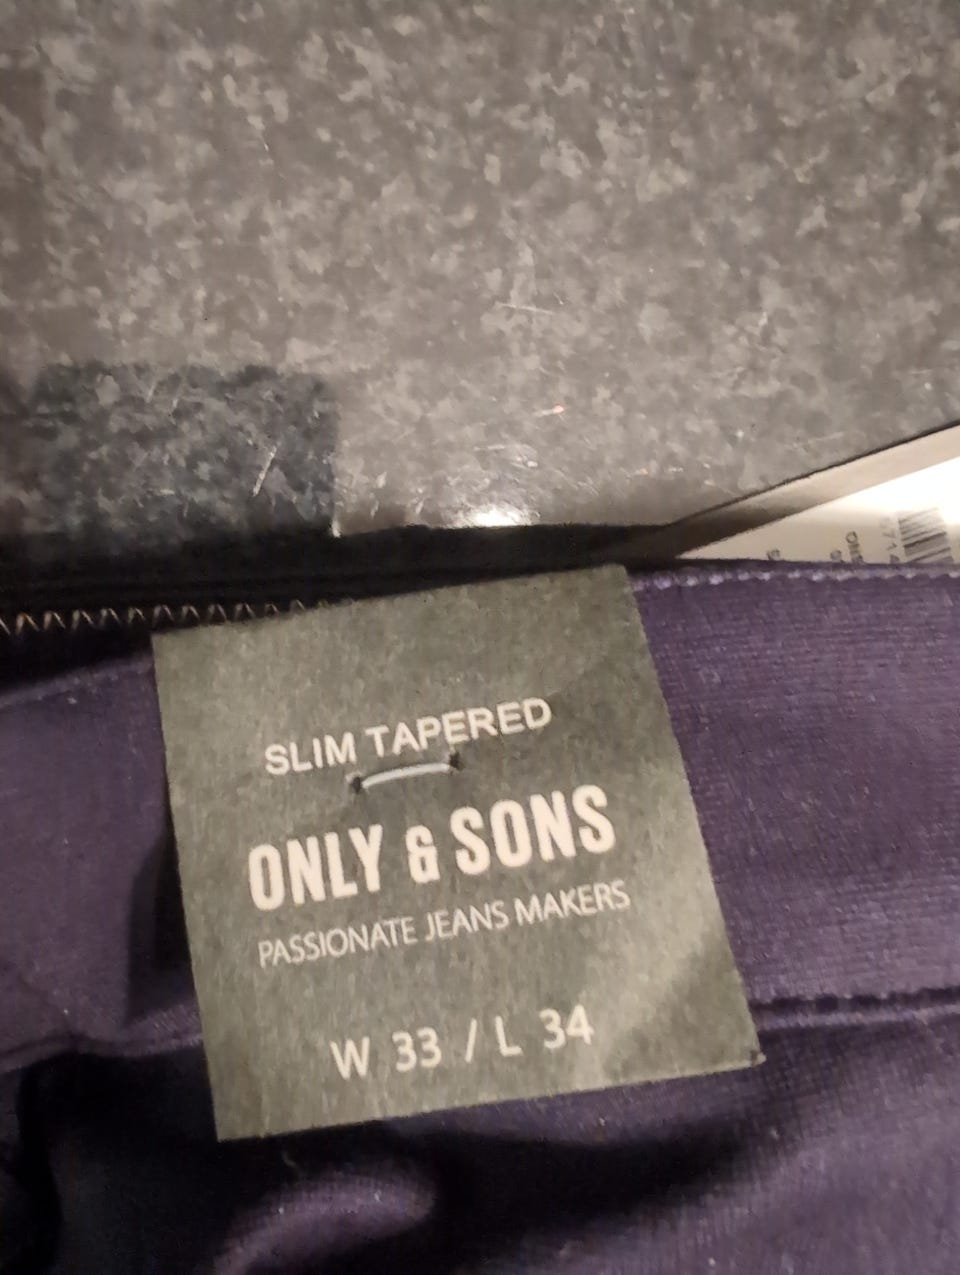 SLIM TAPERED
ONLY & SONS
PASSIONATE JEANS MAKERS
W 33 / L 34